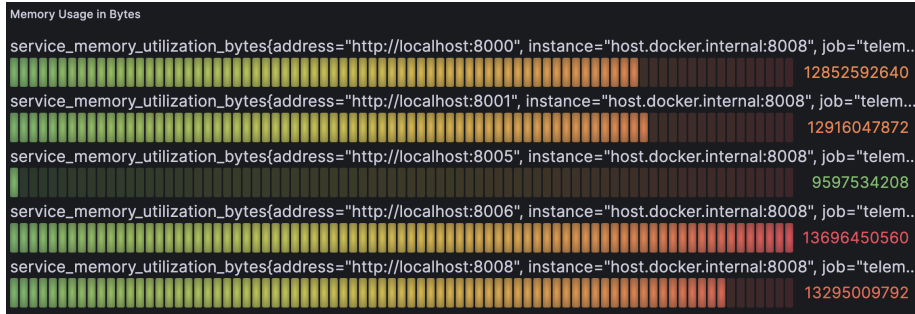 Memory Usage in Bytes
service_memory_utilization_bytes{address="http://localhost:8000", instance="host.docker.internal:8008", job="telem...
12852592640
service_memory_utilization_bytes{address="http://localhost:8001", instance="host.docker.internal:8008", job="telem...
12916047872
service_memory_utilization_bytes{address="http://localhost:8005", instance="host.docker.internal:8008", job="telem...
9597534208
service_memory_utilization_bytes{address="http://localhost:8006", instance="host.docker.internal:8008", job="telem...
13696450560
service_memory_utilization_bytes{address="http://localhost:8008", instance="host.docker.internal:8008", job="telem...
13295009792